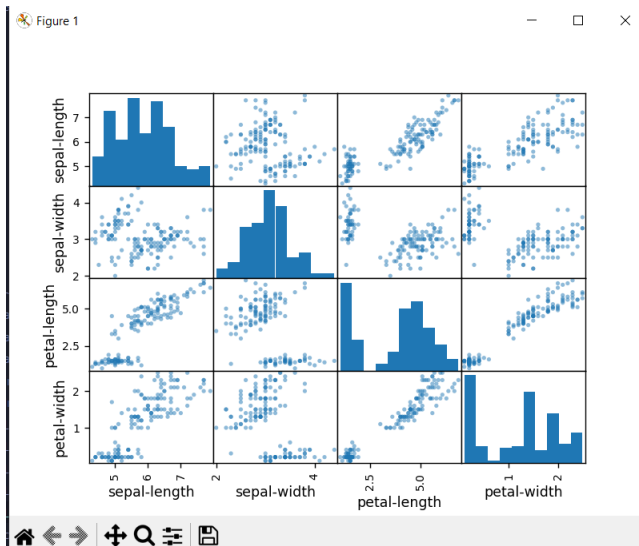 Figure 1
sepal-length
7
6
5
sepal-width
4
3
2
petal-length
5.0
2.5
petal-width
2
1
5
6
7
2
4
2.5
5.0
1
2
sepal-length
sepal-width
petal-length
petal-width